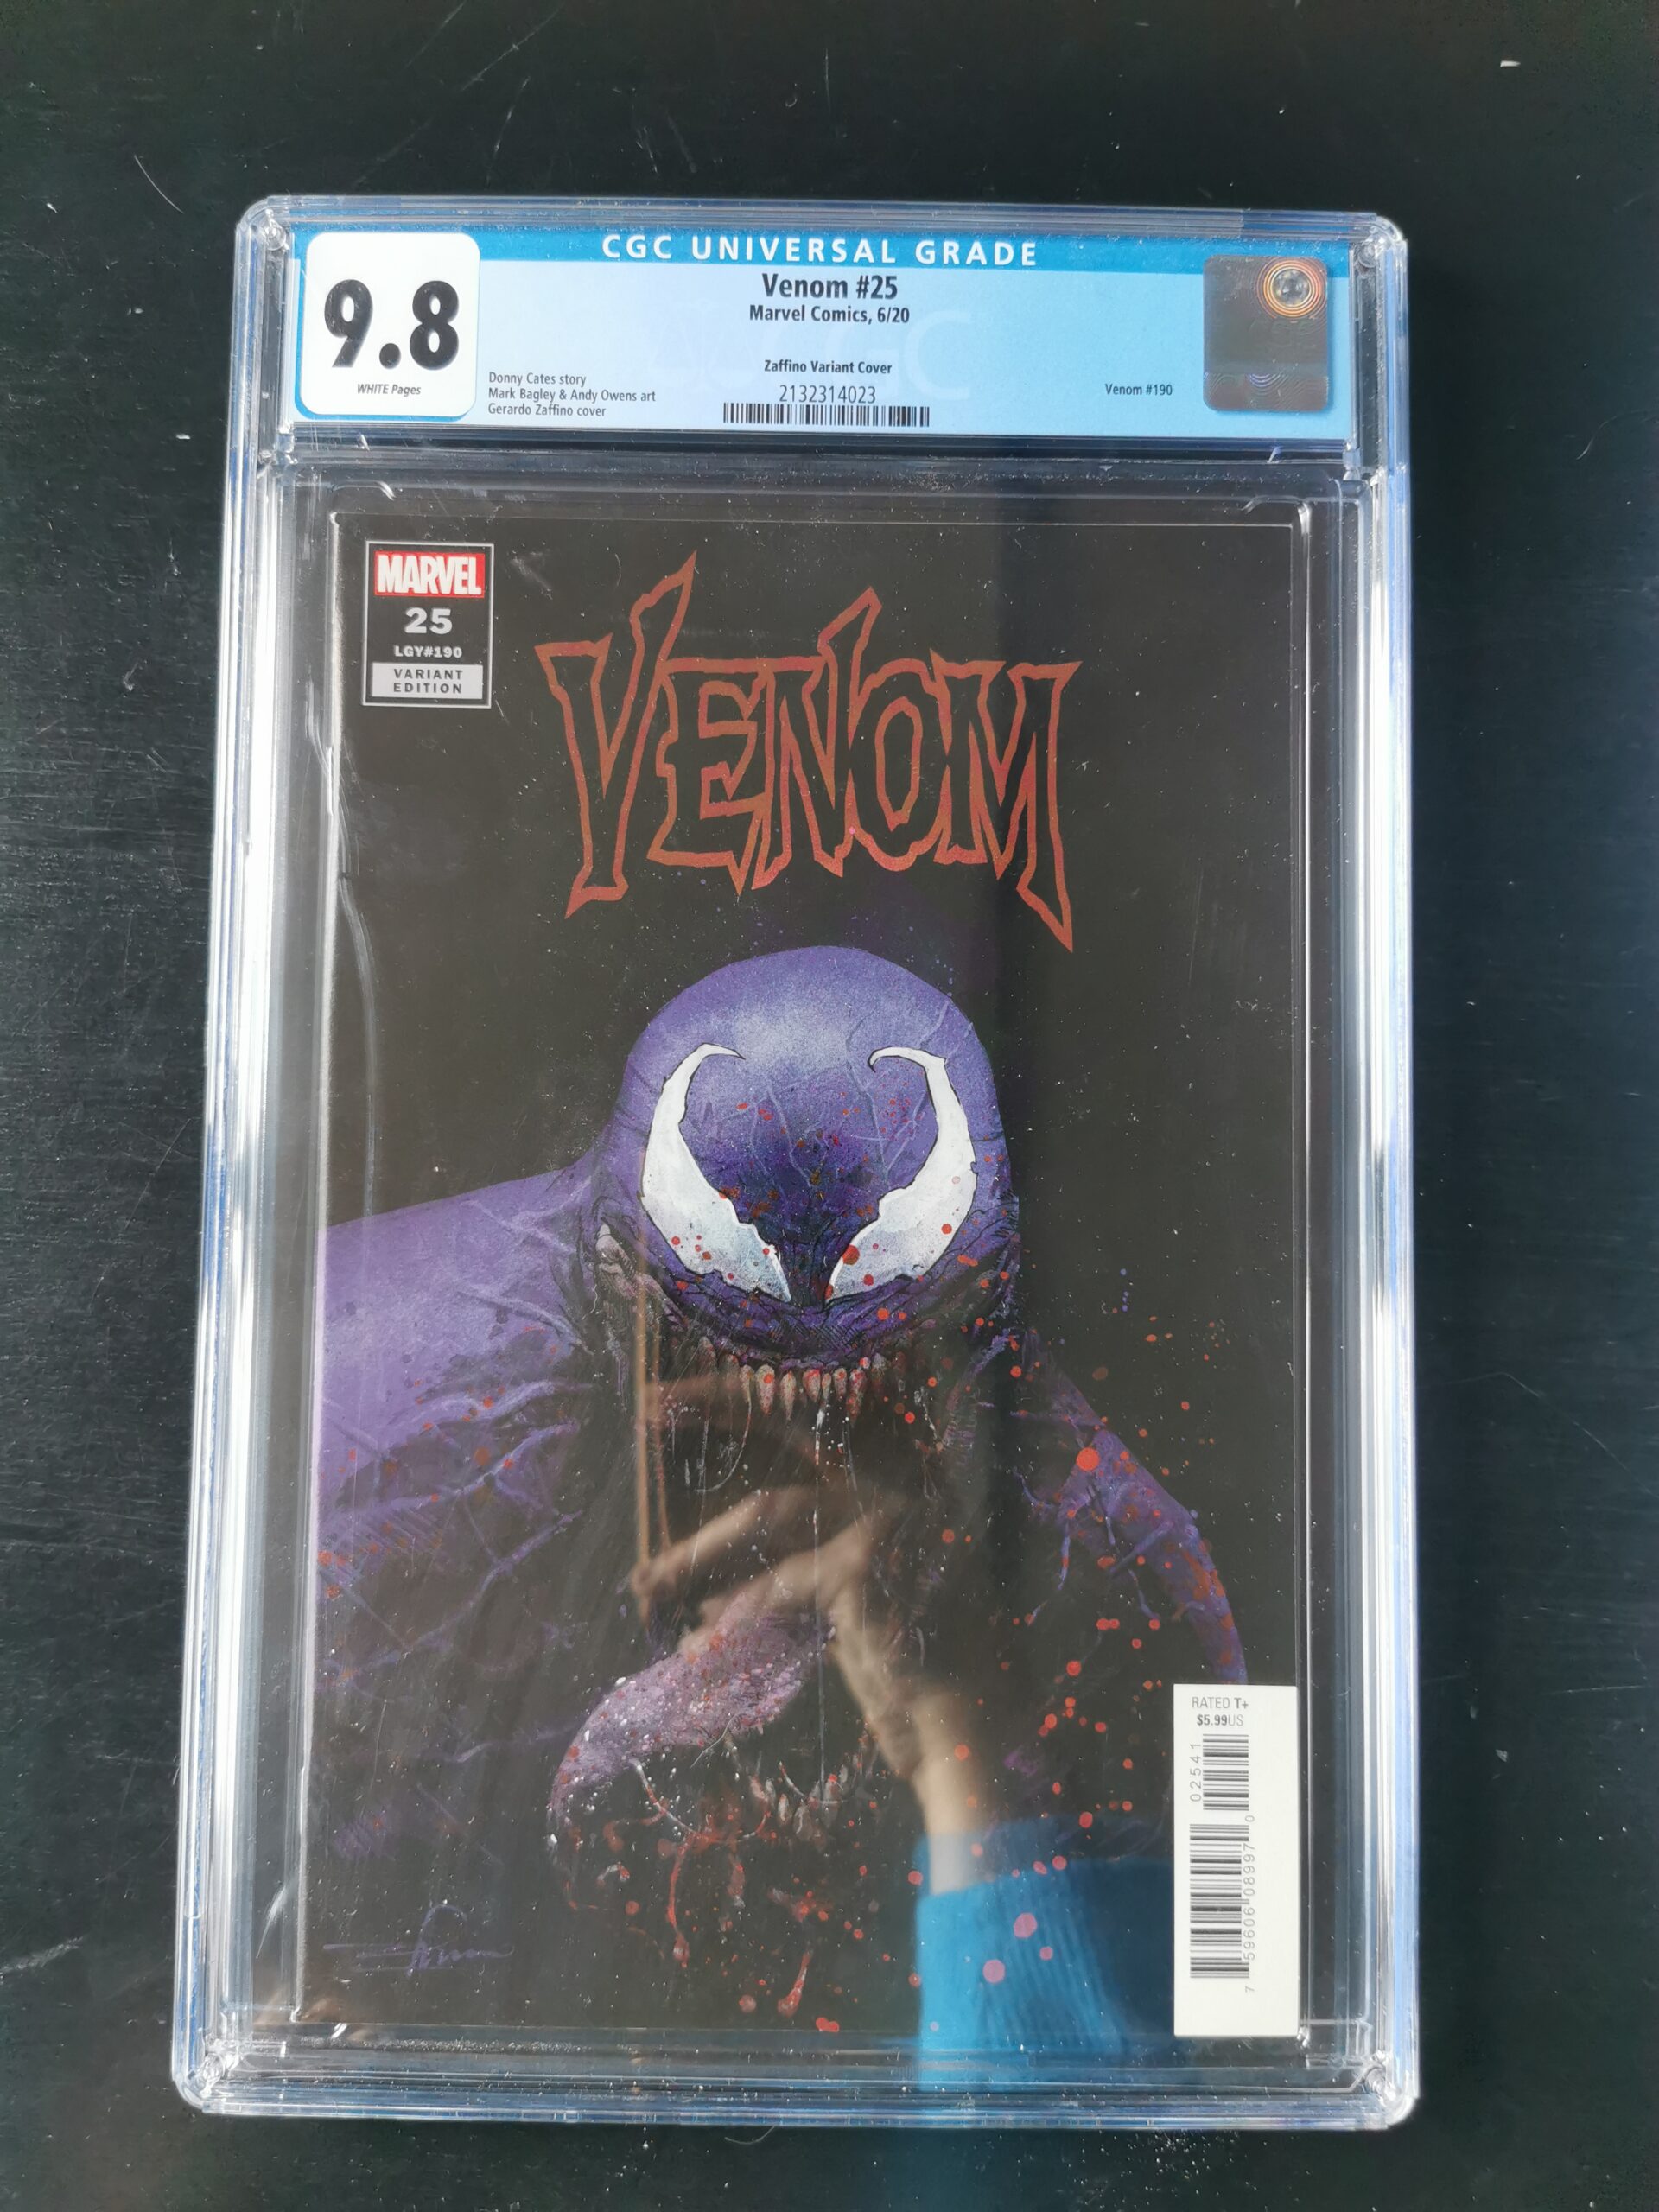 CGC UNIVERSAL GRADE
9.8
WHITE Pages
Venom #25
Marvel Comics, 6/20
Zaffino Variant Cover
Donny Cates story
Mark Bagley & Andy Owens art
Gerardo Zaffino cover
2132314023
Venom #190
MARVEL
25
LGY#190
VARIANT
EDITION
VENOM
RATED T+
$5.99US
02541
7 59606 08997 0